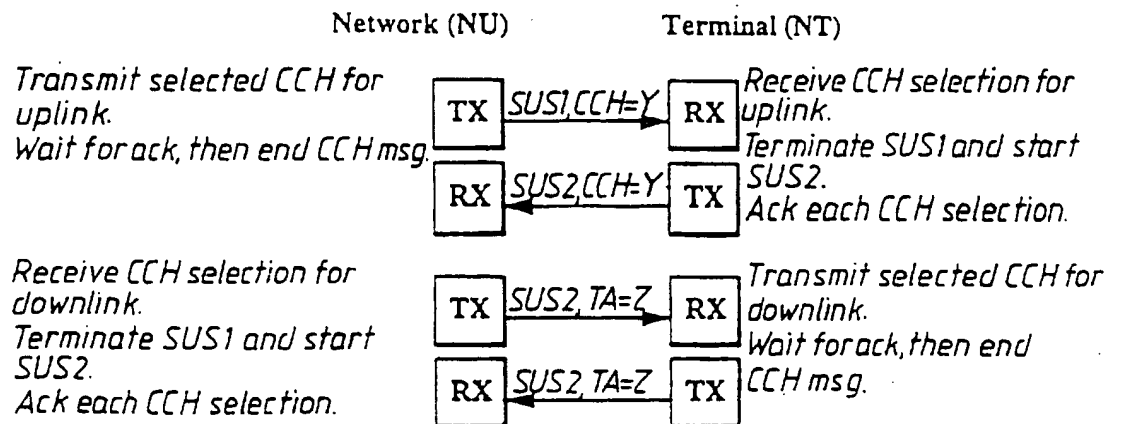 Network (NU)
Terminal (NT)
Transmit selected CCH for
uplink.
Wait for ack, then end CCH msg.
TX
SUS1,CCH=Y
RX
RX
SUS2,CCH=Y
TX
Receive CCH selection for
uplink.
Terminate SUS1 and start
SUS2.
Ack each CCH selection.
Receive CCH selection for
downlink.
Terminate SUS1 and start
SUS2.
Ack each CCH selection.
TX
SUS2, TA=Z
RX
RX
SUS2, TA=Z
TX
Transmit selected CCH for
downlink.
Wait for ack, then end
CCH msg.